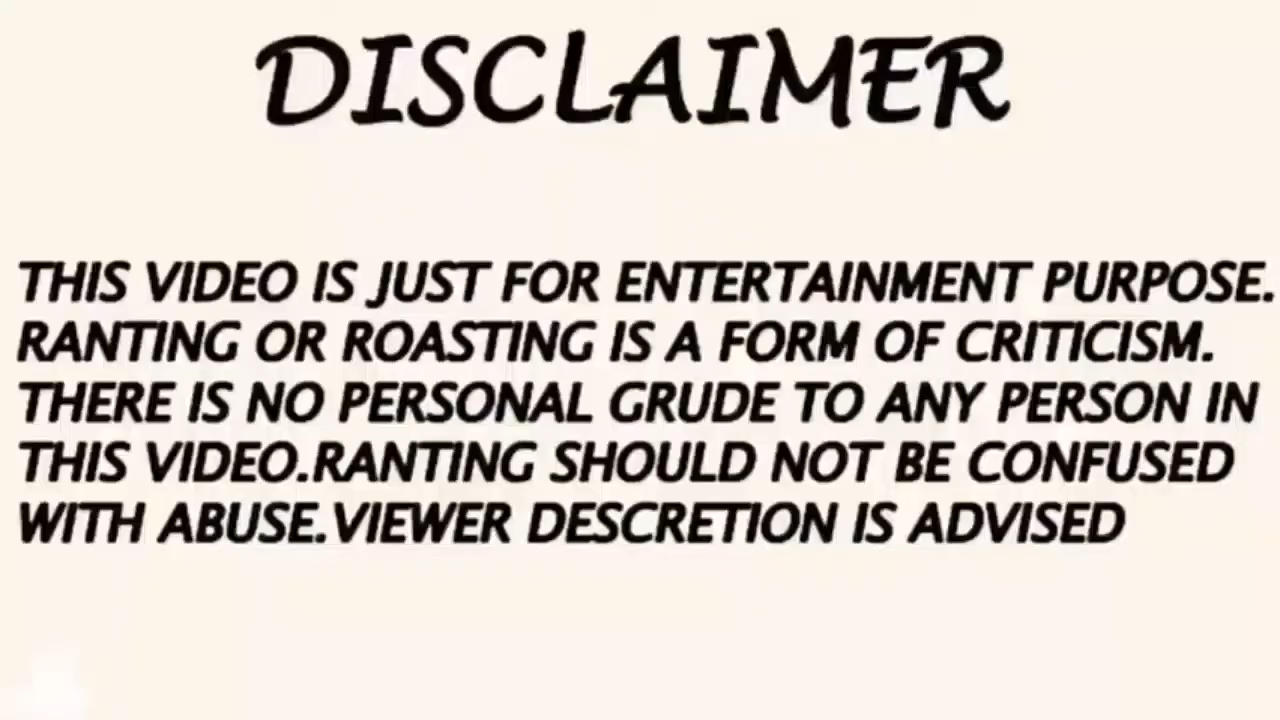 DISCLAIMER
THIS VIDEO IS JUST FOR ENTERTAINMENT PURPOSE.
RANTING OR ROASTING IS A FORM OF CRITICISM.
THERE IS NO PERSONAL GRUDE TO ANY PERSON IN
THIS VIDEO.RANTING SHOULD NOT BE CONFUSED
WITH ABUSE.VIEWER DESCRETION IS ADVISED